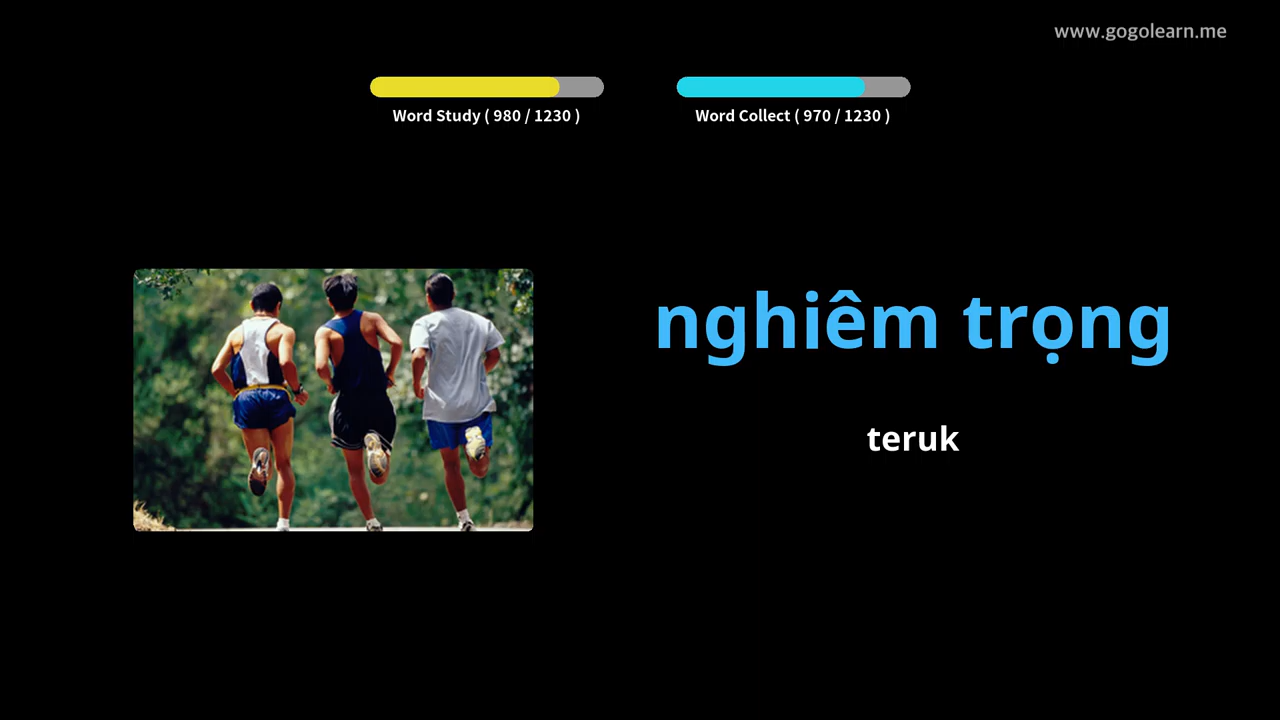 www.gogolearn.me
Word Study ( 980 / 1230 )
Word Collect ( 970 / 1230 )
nghiêm trọng
teruk